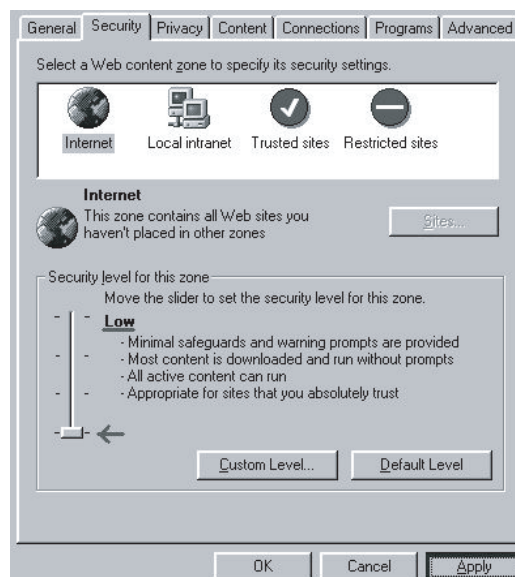 General Security Privacy Content Connections Programs Advanced
Select a Web content zone to specify its security settings.
Internet Local intranet Trusted sites Restricted sites
Internet
This zone contains all Web sites you
haven't placed in other zones
Sites...
Security level for this zone
Move the slider to set the security level for this zone.
Low
- Minimal safeguards and warning prompts are provided
- Most content is downloaded and run without prompts
- All active content can run
- Appropriate for sites that you absolutely trust
Custom Level... Default Level
OK Cancel Apply